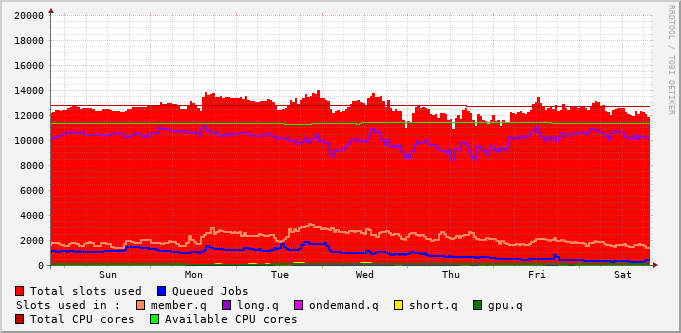 20000
18000
16000
14000
12000
10000
8000
6000
4000
2000
0
Sun Mon Tue Wed Thu Fri Sat
RRDTOOL / TOBI OETIKER
Total slots used Queued Jobs
Slots used in : member.q long.q ondemand.q short.q gpu.q
Total CPU cores Available CPU cores